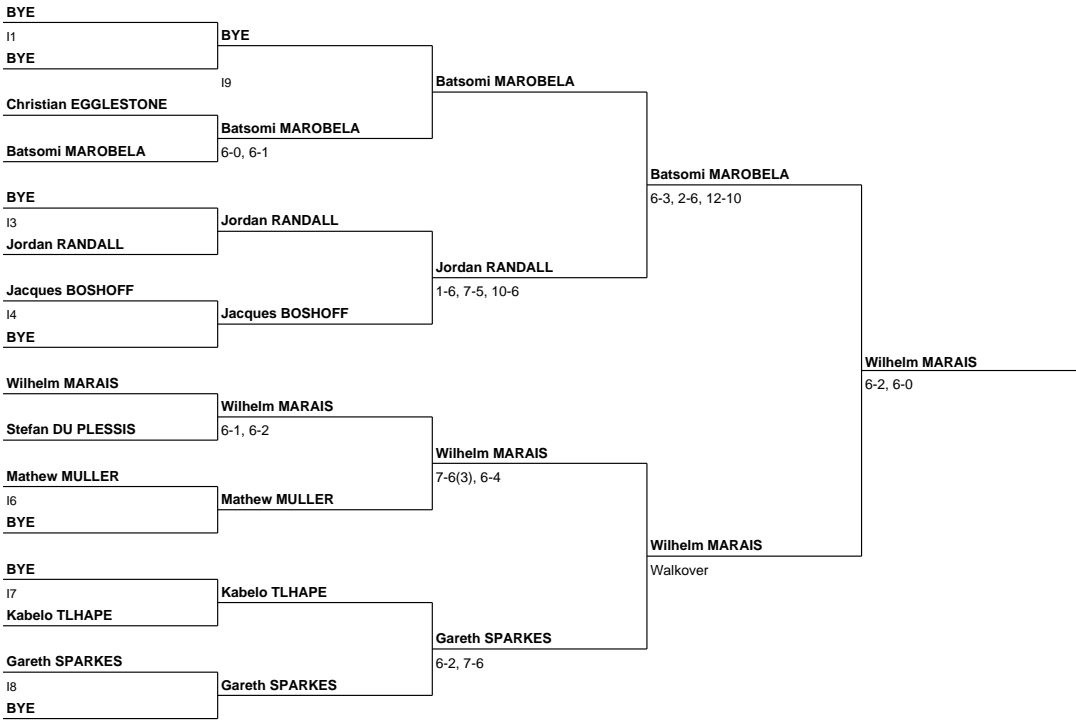 BYE
I1
BYE
Christian EGGLESTONE
Batsomi MAROBELA
BYE
I3
Jordan RANDALL
Jacques BOSHOFF
I4
BYE
Wilhelm MARAIS
Stefan DU PLESSIS
Mathew MULLER
I6
BYE
BYE
I7
Kabelo TLHAPE
Gareth SPARKES
I8
BYE
BYE
I9
Batsomi MAROBELA
6-0, 6-1
Jordan RANDALL
Jacques BOSHOFF
Wilhelm MARAIS
6-1, 6-2
Mathew MULLER
Kabelo TLHAPE
Gareth SPARKES
Batsomi MAROBELA
Jordan RANDALL
1-6, 7-5, 10-6
Wilhelm MARAIS
7-6(3), 6-4
Gareth SPARKES
6-2, 7-6
Batsomi MAROBELA
6-3, 2-6, 12-10
Wilhelm MARAIS
Walkover
Wilhelm MARAIS
6-2, 6-0